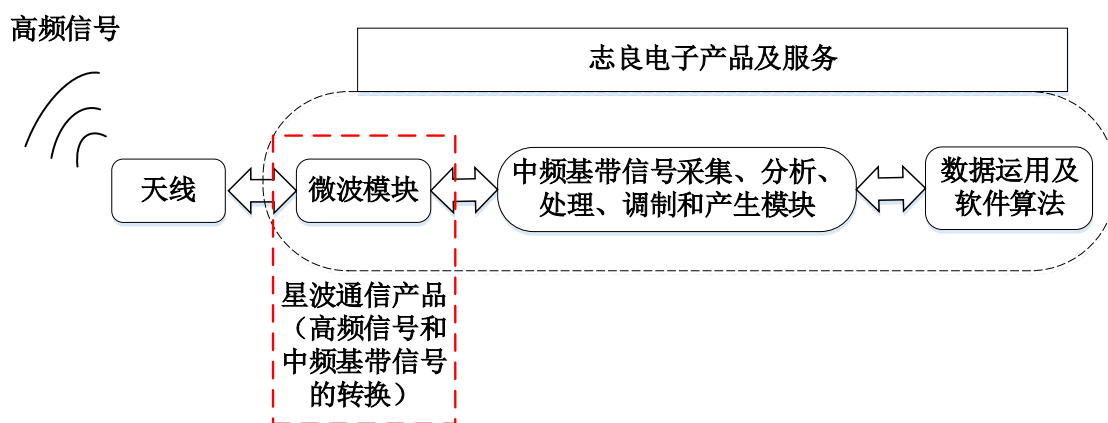 高频信号
志良电子产品及服务
天线
微波模块
中频基带信号采集、分析、
处理、调制和产生模块
数据运用及
软件算法
星波通信产品
（高频信号和
中频基带信号
的转换）